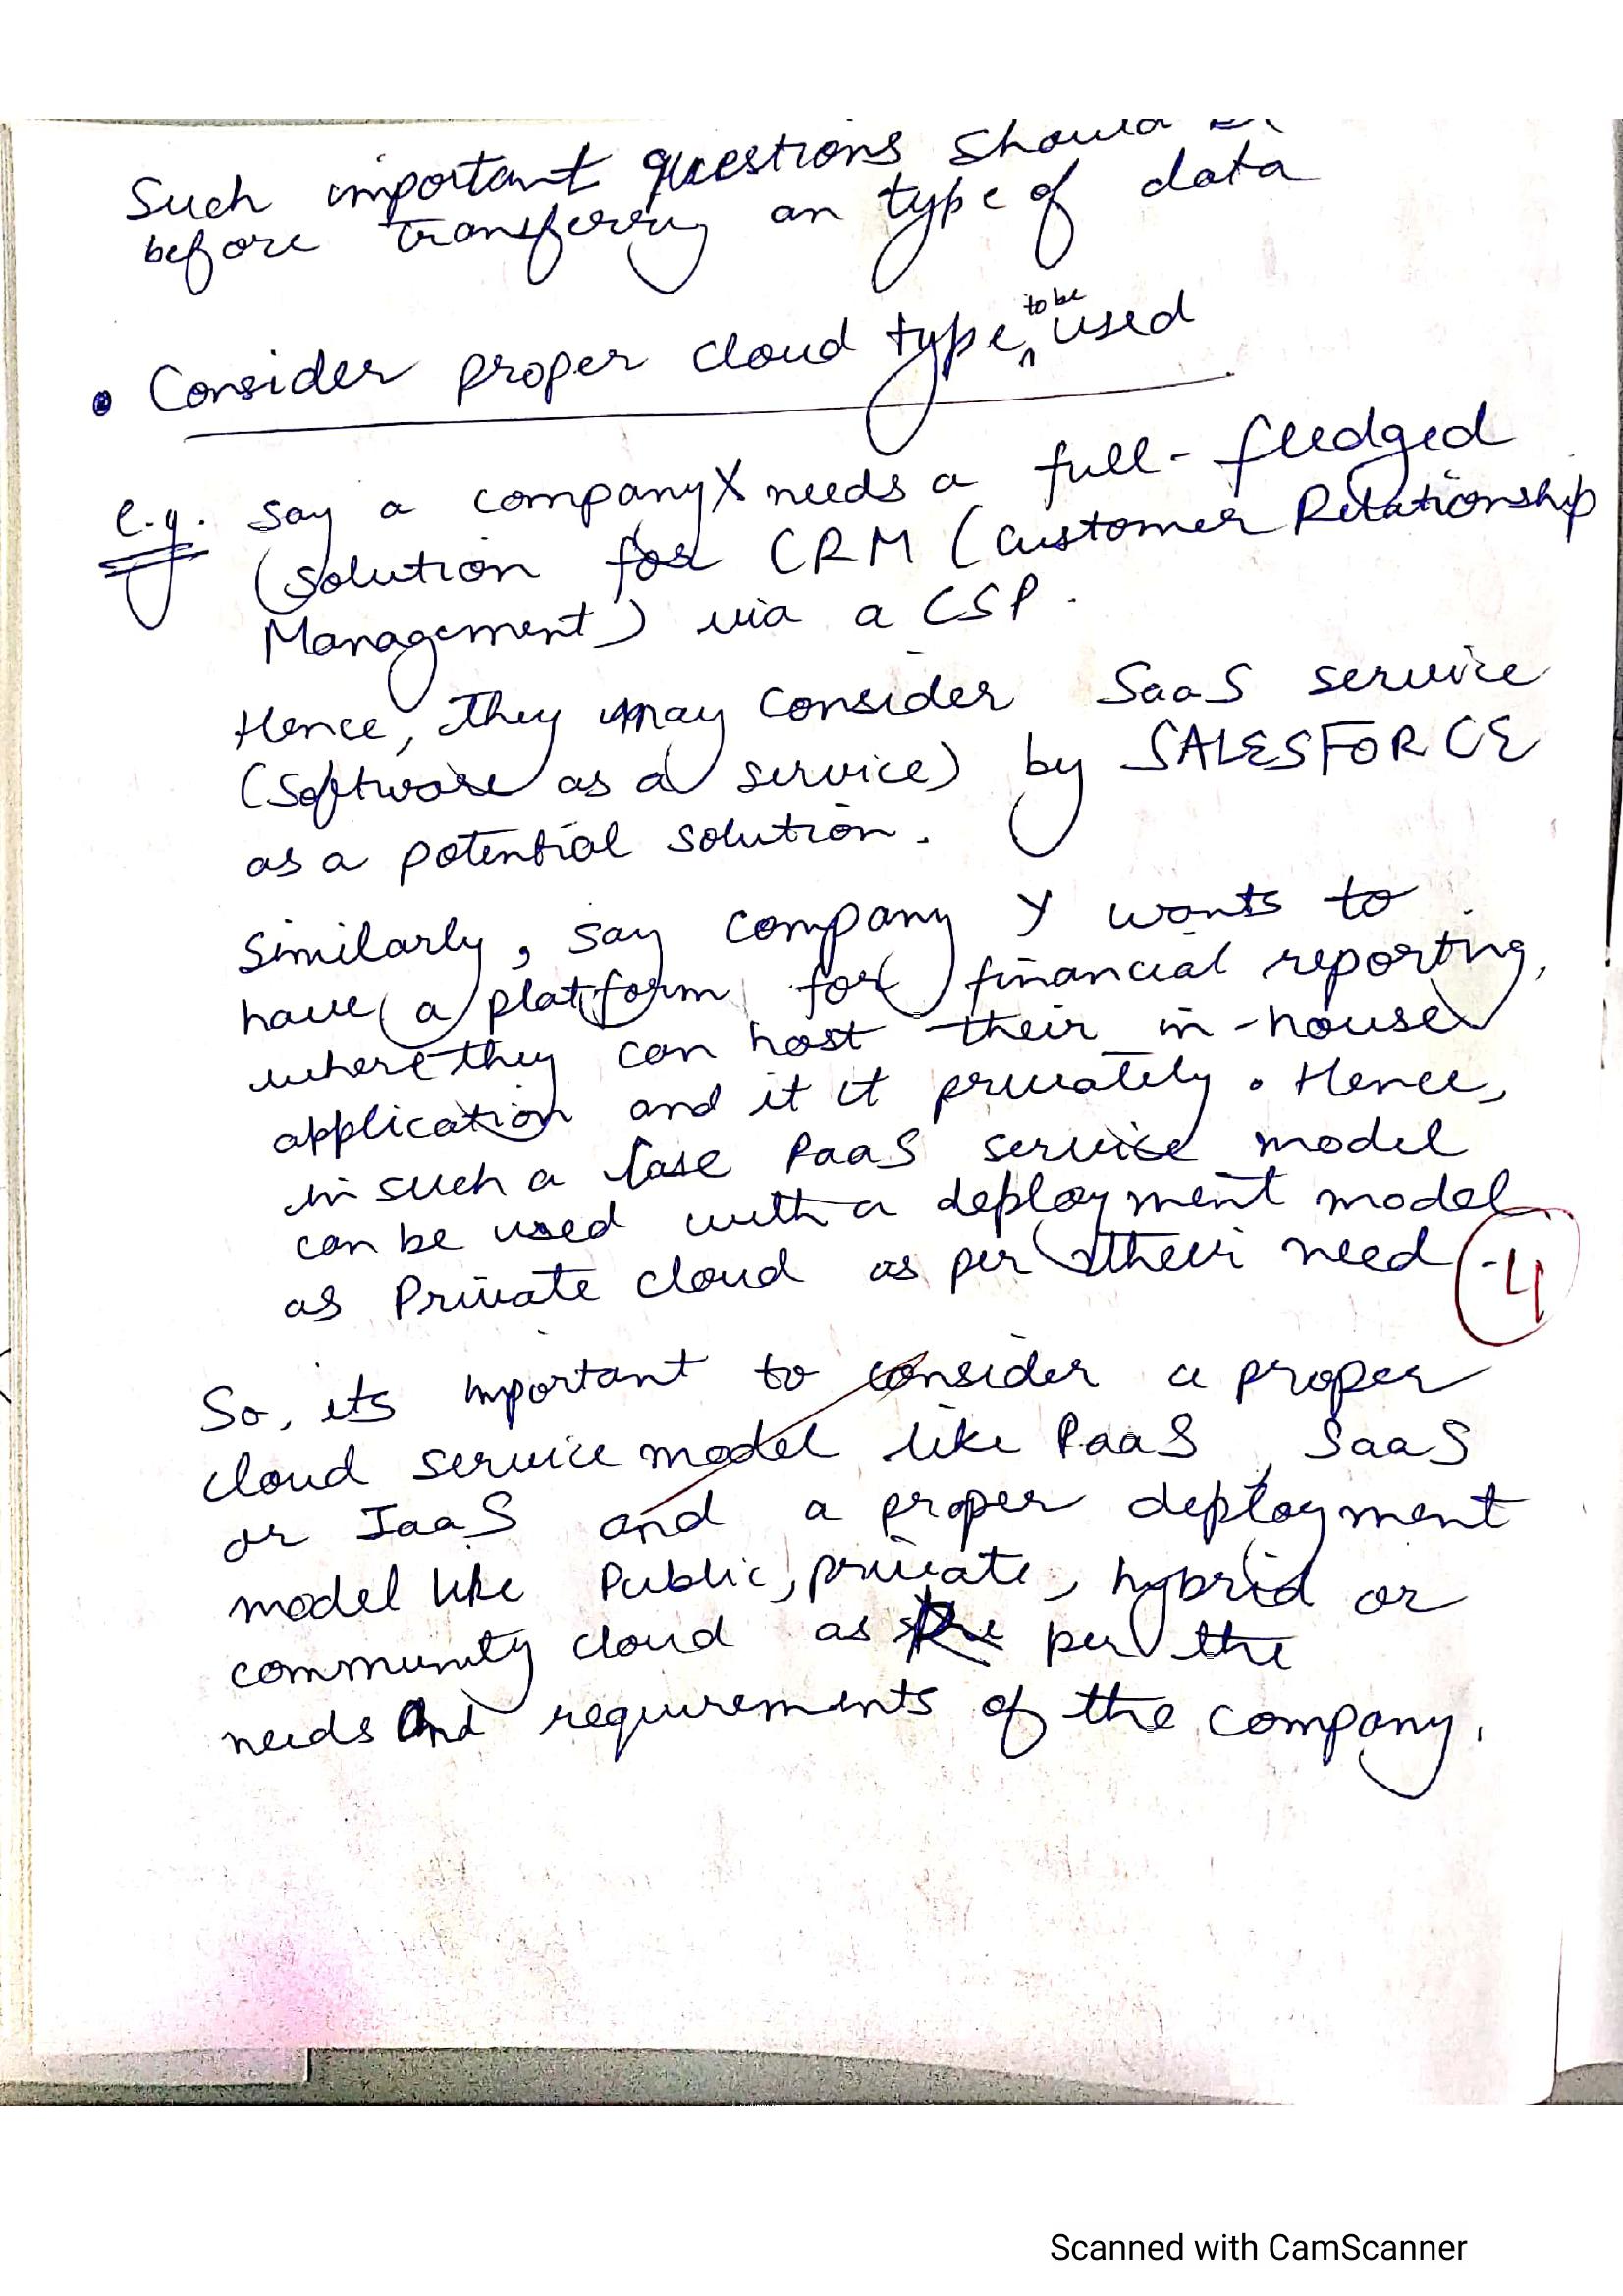 Such important questions should be
before transferring an type of data
• Consider proper cloud type to be used
e.g. say a company X needs a full-fledged
solution for CRM (Customer Relationship
Management) via a CSP.
Hence, they may consider SaaS service
(Software as a service) by SALESFORCE
as a potential solution.
Similarly, say company Y wants to
have a platform for financial reporting,
where they can host their in-house
application and it it privately. Hence,
in such a case PaaS service model
can be used with a deployment model
as Private cloud as per their need
-4
So, its important to consider a proper
cloud service model like PaaS, SaaS
or IaaS and a proper deployment
model like Public, private, hybrid or
community cloud as per the
needs and requirements of the company.
Scanned with CamScanner